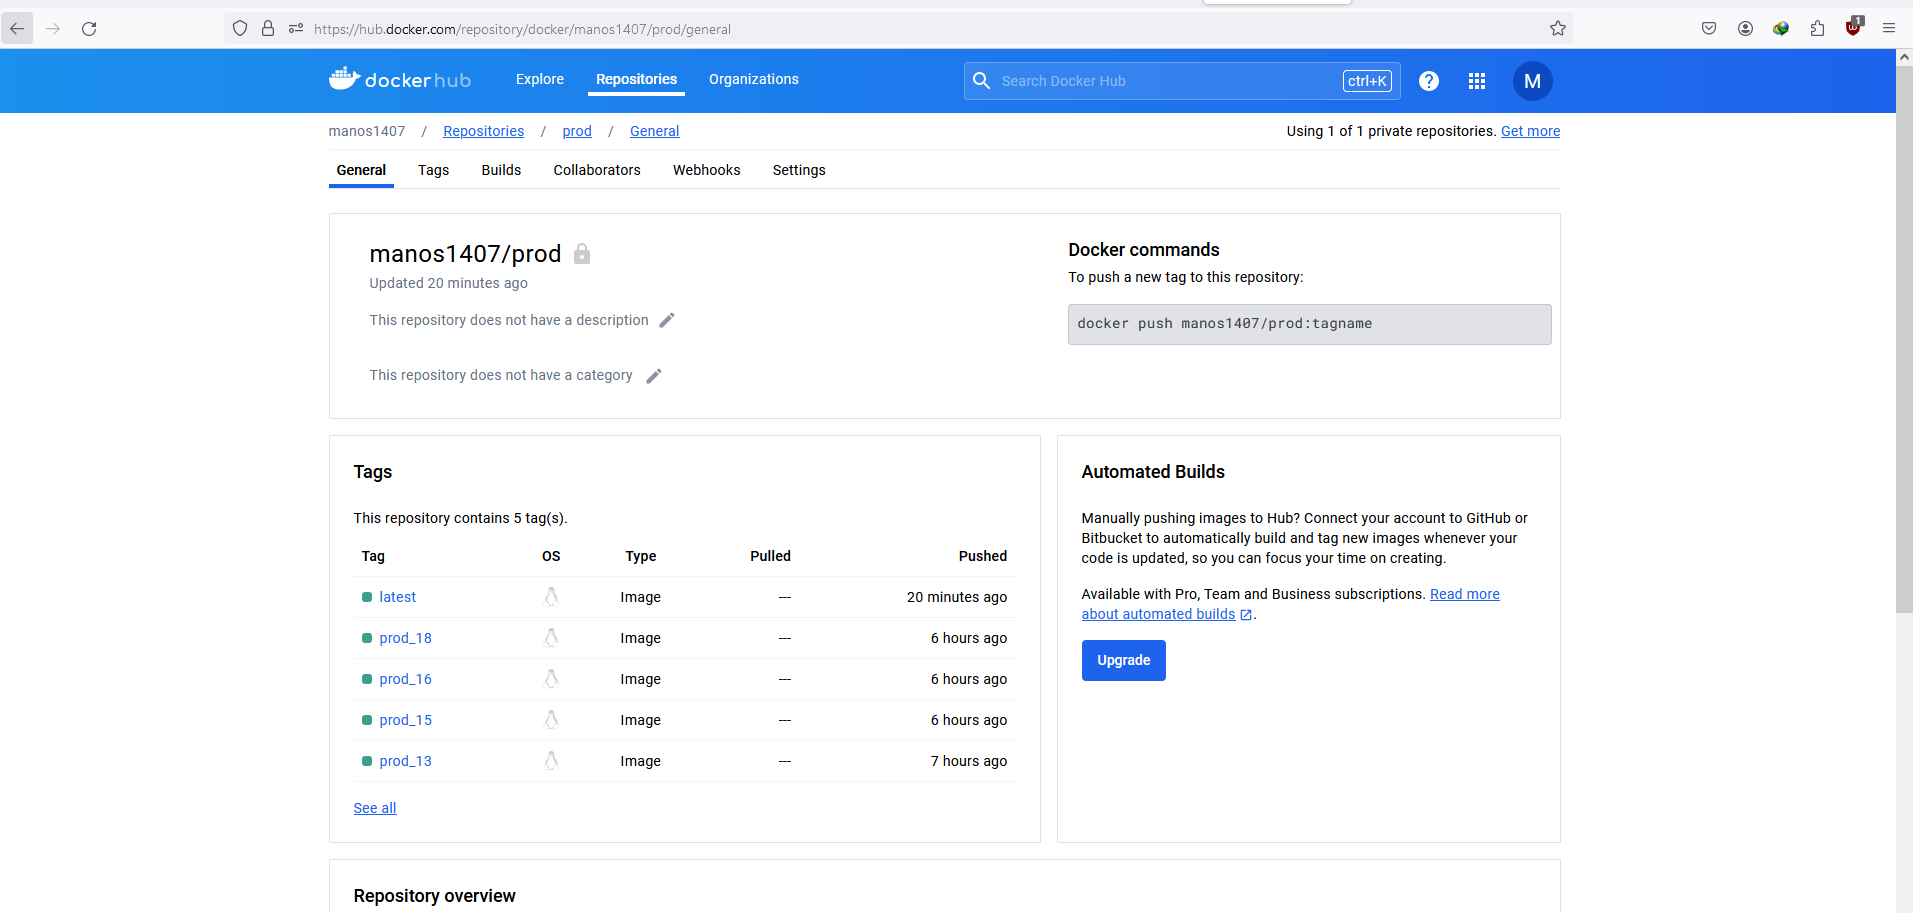 https://hub.docker.com/repository/docker/manos1407/prod/general
1
dockerhub
Explore
Repositories
Organizations
Search Docker Hub
ctrl+K
?
M
manos1407 / Repositories / prod / General
Using 1 of 1 private repositories. Get more
General
Tags
Builds
Collaborators
Webhooks
Settings
manos1407/prod
Updated 20 minutes ago
This repository does not have a description
This repository does not have a category
Docker commands
To push a new tag to this repository:
docker push manos1407/prod:tagname
Tags
This repository contains 5 tag(s).
Tag OS Type Pulled Pushed
latest Image --- 20 minutes ago
prod_18 Image --- 6 hours ago
prod_16 Image --- 6 hours ago
prod_15 Image --- 6 hours ago
prod_13 Image --- 7 hours ago
See all
Automated Builds
Manually pushing images to Hub? Connect your account to GitHub or
Bitbucket to automatically build and tag new images whenever your
code is updated, so you can focus your time on creating.
Available with Pro, Team and Business subscriptions. Read more
about automated builds .
Upgrade
Repository overview